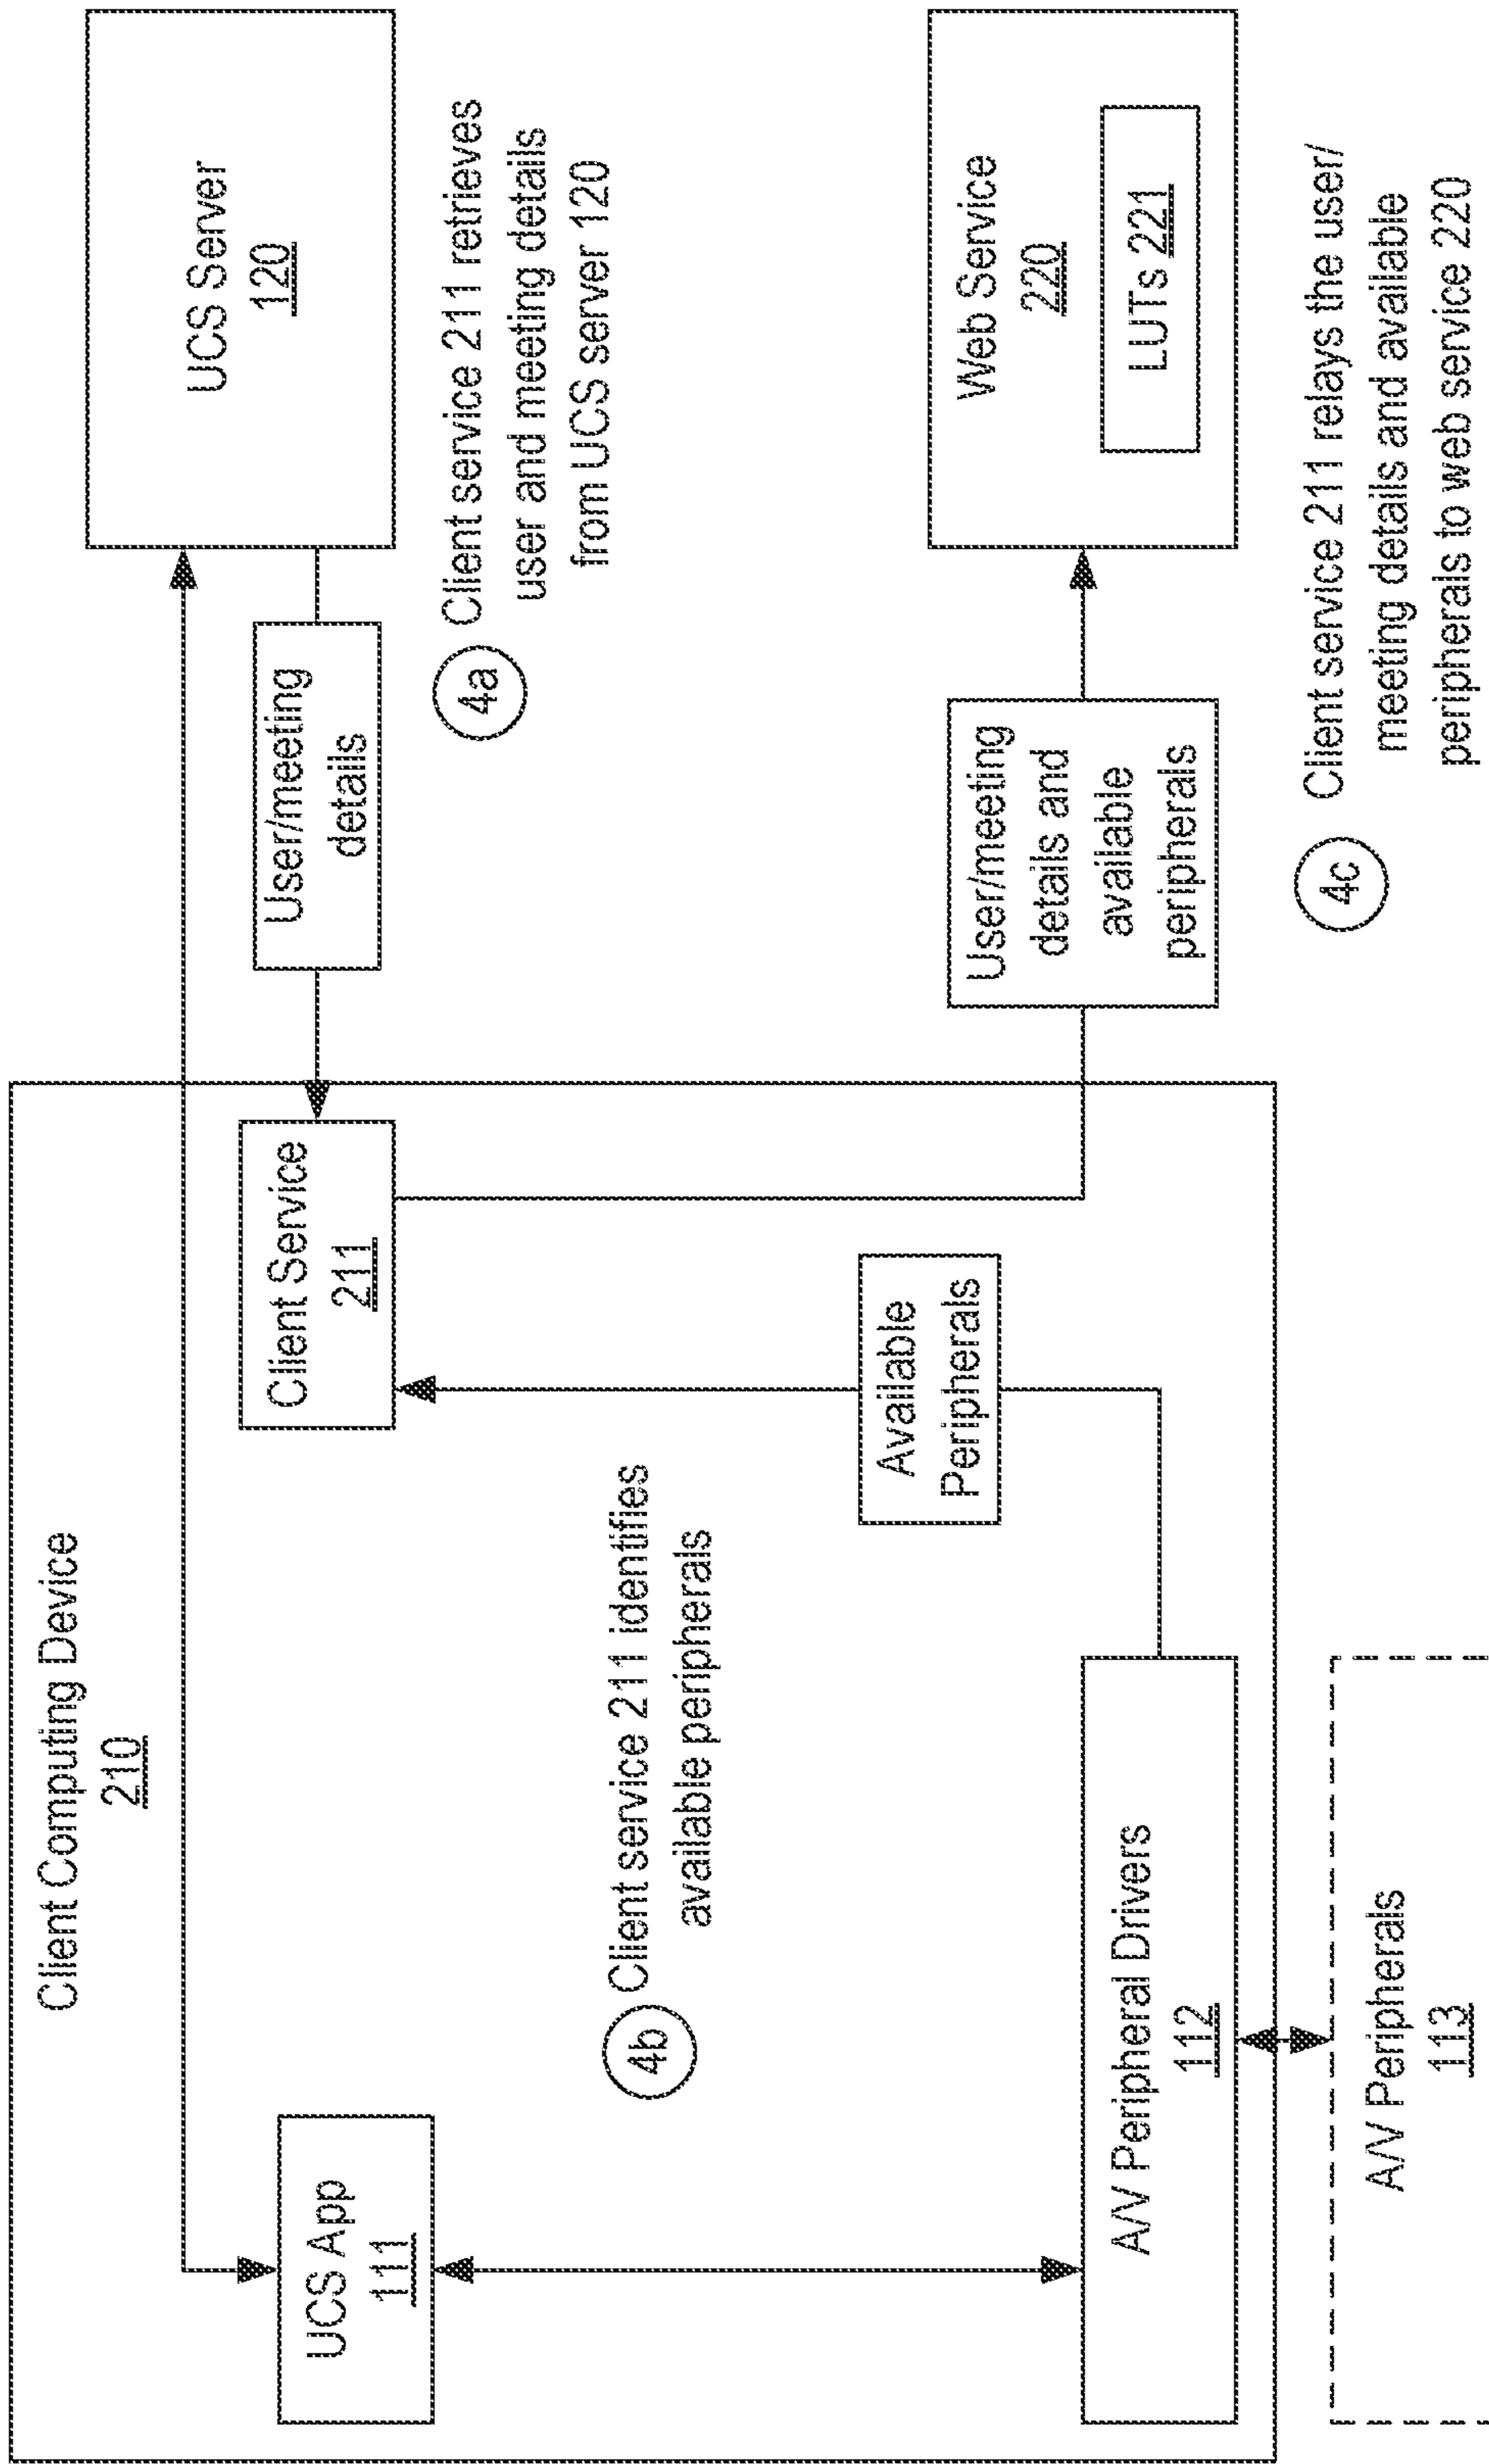 Client Computing Device
210
UCS App
111
Client Service
211
User/meeting
details
UCS Server
120
4a
Client service 211 retrieves
user and meeting details
from UCS server 120
4b
Client service 211 identifies
available peripherals
Available
Peripherals
User/meeting
details and
available
peripherals
Web Service
220
LUTs 221
A/V Peripheral Drivers
112
4c
Client service 211 relays the user/
meeting details and available
peripherals to web service 220
A/V Peripherals
113